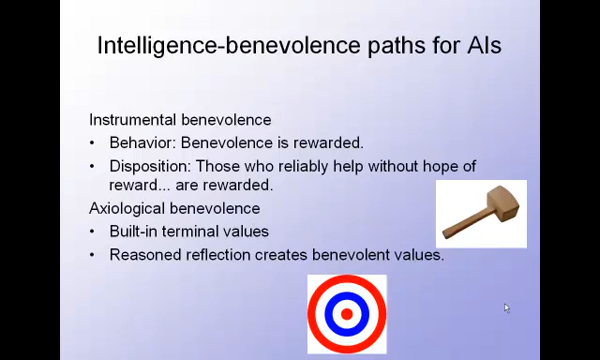 Intelligence-benevolence paths for AIs
Instrumental benevolence
• Behavior: Benevolence is rewarded.
• Disposition: Those who reliably help without hope of
reward... are rewarded.
Axiological benevolence
• Built-in terminal values
• Reasoned reflection creates benevolent values.